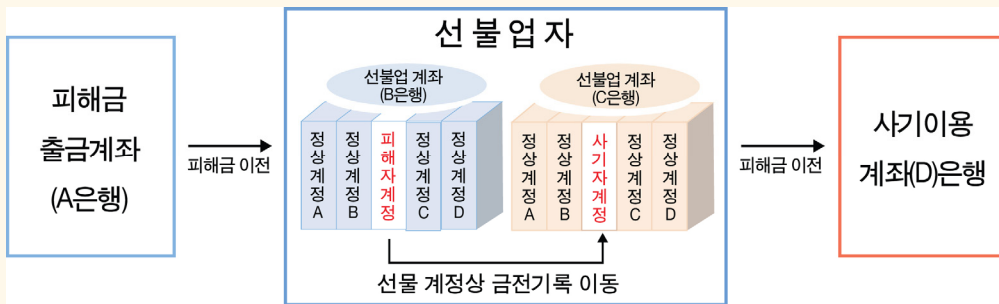 피해금
출금계좌
(A은행)
피해금 이전
선불업자
선불업 계좌
(B은행)
정상계정A
정상계정B
피해자계정
정상계정C
정상계정D
선불업 계좌
(C은행)
정상계정A
정상계정B
사기자계정
정상계정C
정상계정D
선물 계정상 금전기록 이동
피해금 이전
사기이용
계좌(D)은행